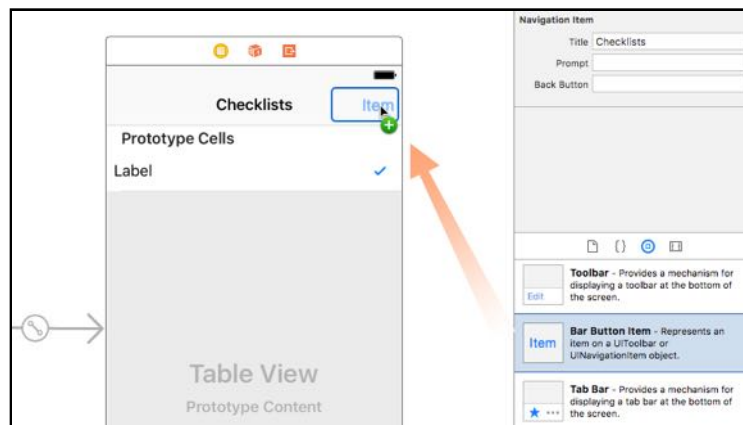 Navigation Item
Title Checklists
Prompt
Back Button
Checklists Item
Prototype Cells
Label
Table View
Prototype Content
Toolbar - Provides a mechanism for
displaying a toolbar at the bottom of
the screen.
Edit
Bar Button Item - Represents an
item on a UIToolbar or
UINavigationItem object.
Item
Tab Bar - Provides a mechanism for
displaying a tab bar at the bottom of
the screen.